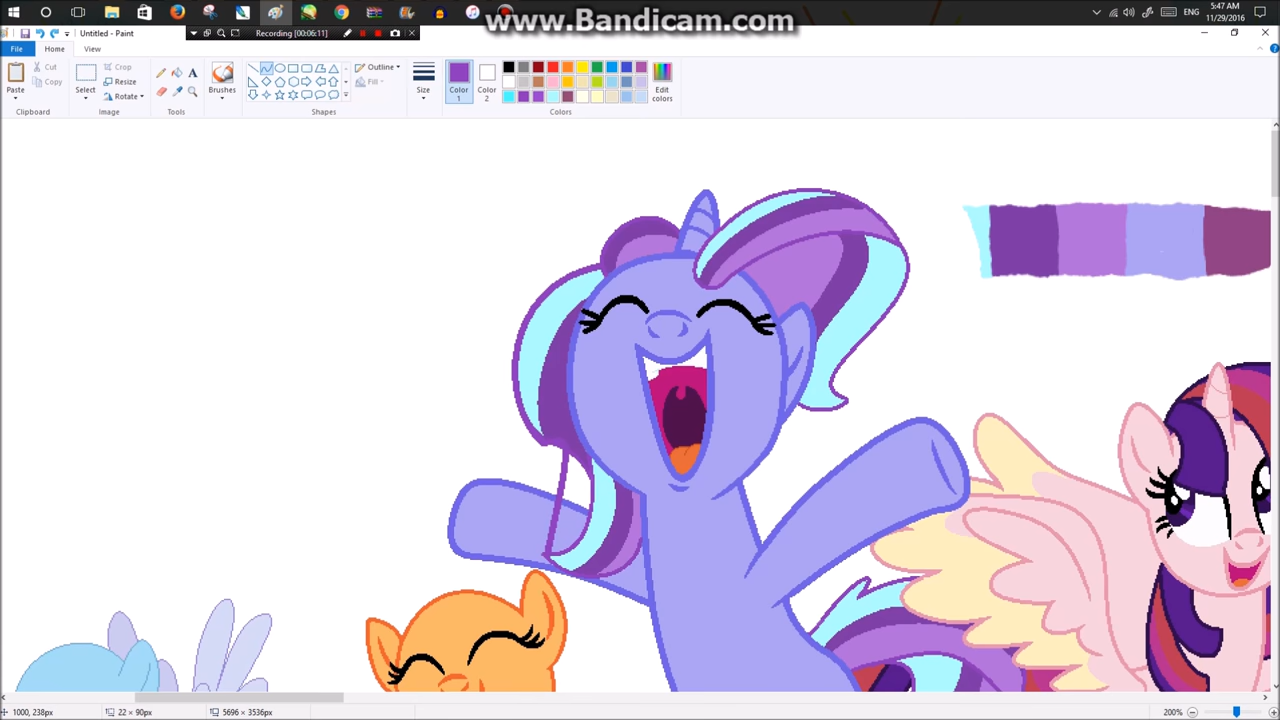 www.Bandicam.com
5:47 AM
ENG
11/29/2016
Untitled - Paint
Recording [00:06:11]
File
Home
View
Paste
Cut
Copy
Clipboard
Select
Crop
Resize
Rotate
Image
Tools
Brushes
Outline
Fill
Shapes
Size
Color 1
Color 2
Edit colors
Colors
1000, 238px
22 × 90px
5696 × 3536px
200%